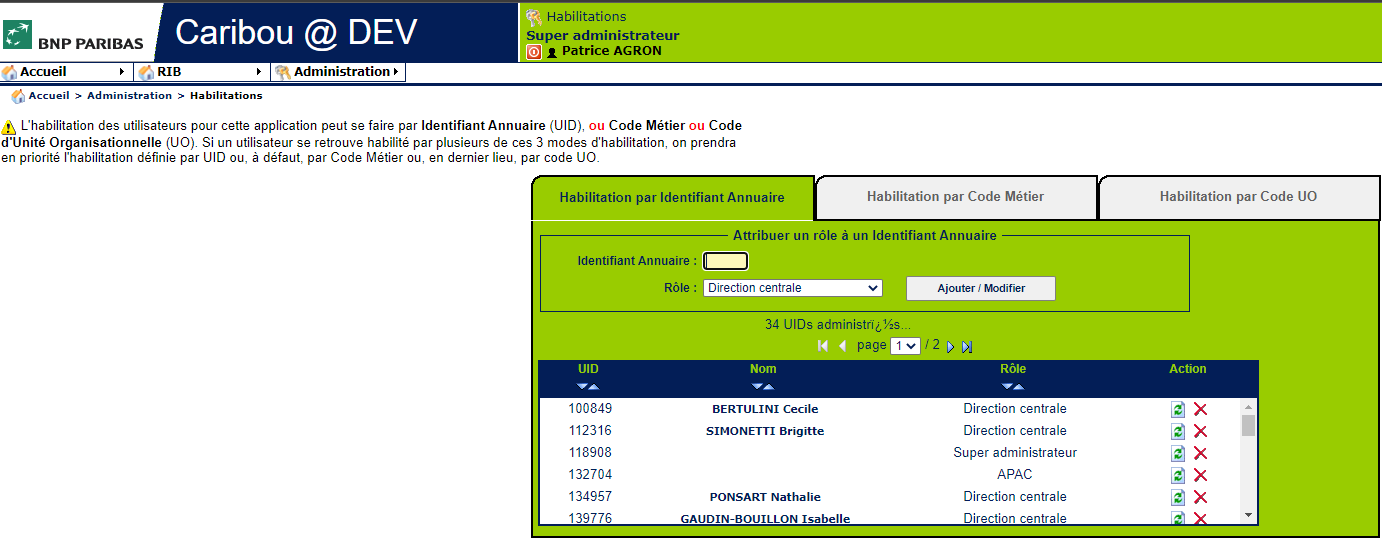 BNP PARIBAS
Caribou @ DEV
Habilitations
Super administrateur
Patrice AGRON
Accueil
RIB
Administration
Accueil > Administration > Habilitations
L'habilitation des utilisateurs pour cette application peut se faire par Identifiant Annuaire (UID), ou Code Métier ou Code
d'Unité Organisationnelle (UO). Si un utilisateur se retrouve habilité par plusieurs de ces 3 modes d'habilitation, on prendra
en priorité l'habilitation définie par UID ou, à défaut, par Code Métier ou, en dernier lieu, par code UO.
Habilitation par Identifiant Annuaire
Habilitation par Code Métier
Habilitation par Code UO
Attribuer un rôle à un Identifiant Annuaire
Identifiant Annuaire :
Rôle : Direction centrale Ajouter / Modifier
34 UIDs administrï¿½s...
page 1 / 2
UID Nom Rôle Action
100849 BERTULINI Cecile Direction centrale
112316 SIMONETTI Brigitte Direction centrale
118908 Super administrateur
132704 APAC
134957 PONSART Nathalie Direction centrale
139776 GAUDIN-BOUILLON Isabelle Direction centrale